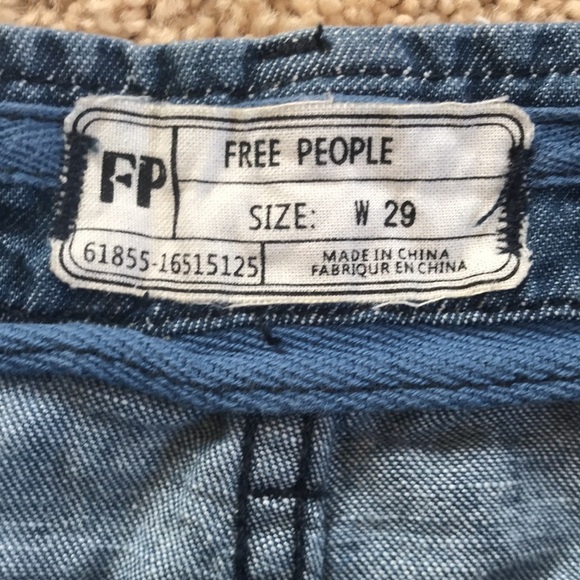 FP
FREE PEOPLE
SIZE: W 29
61855-16515125
MADE IN CHINA
FABRIQUR EN CHINA